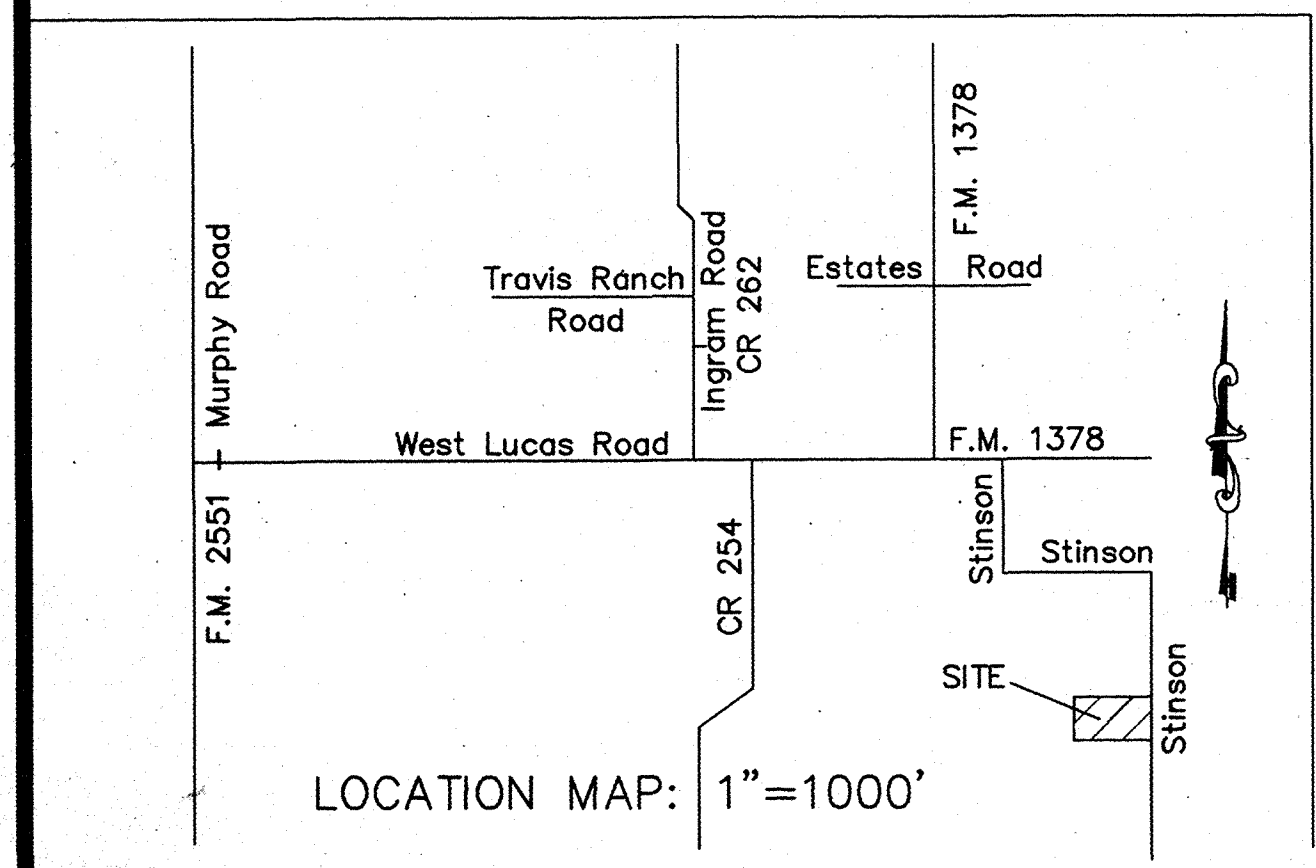 F.M. 1378
Murphy Road
Travis Ranch
Road
Ingram Road
CR 262
Estates Road
West Lucas Road
F.M. 1378
F.M. 2551
CR 254
Stinson
Stinson
SITE
Stinson
LOCATION MAP: 1"=1000'